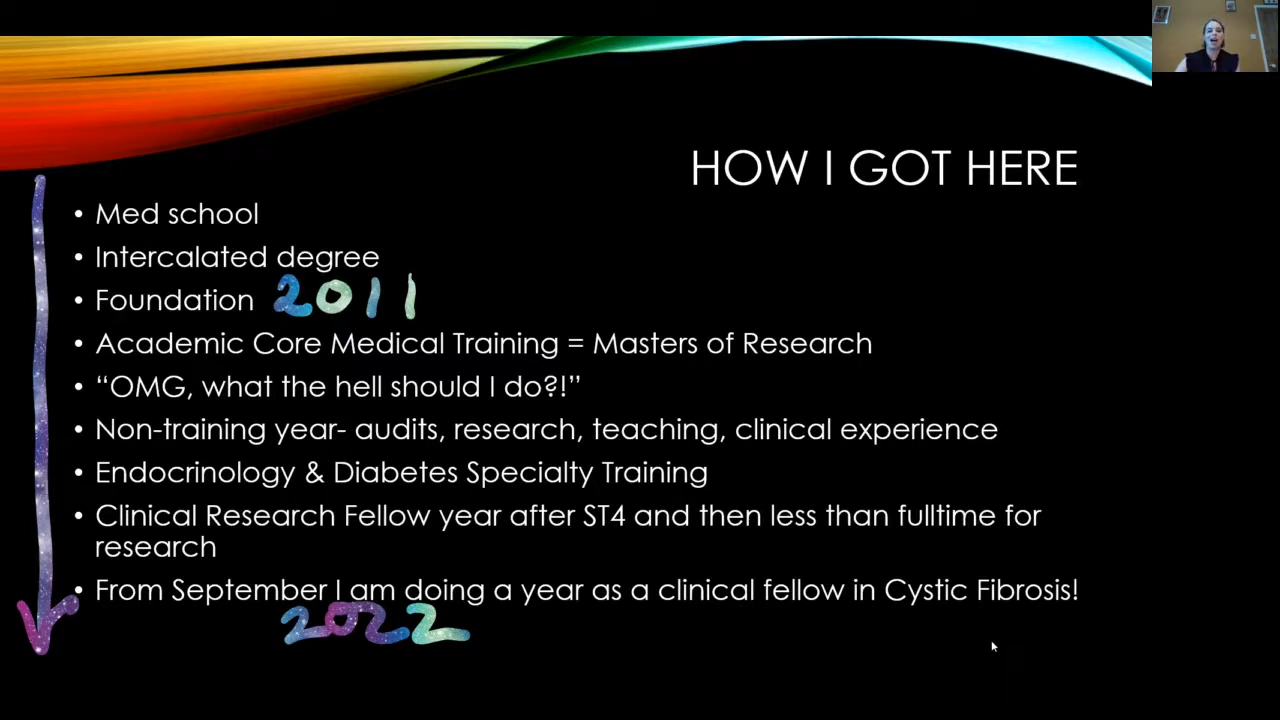 HOW I GOT HERE
• Med school
• Intercalated degree
• Foundation 2011
• Academic Core Medical Training = Masters of Research
• “OMG, what the hell should I do?!”
• Non-training year- audits, research, teaching, clinical experience
• Endocrinology & Diabetes Specialty Training
• Clinical Research Fellow year after ST4 and then less than fulltime for
research
• From September I am doing a year as a clinical fellow in Cystic Fibrosis!
2022